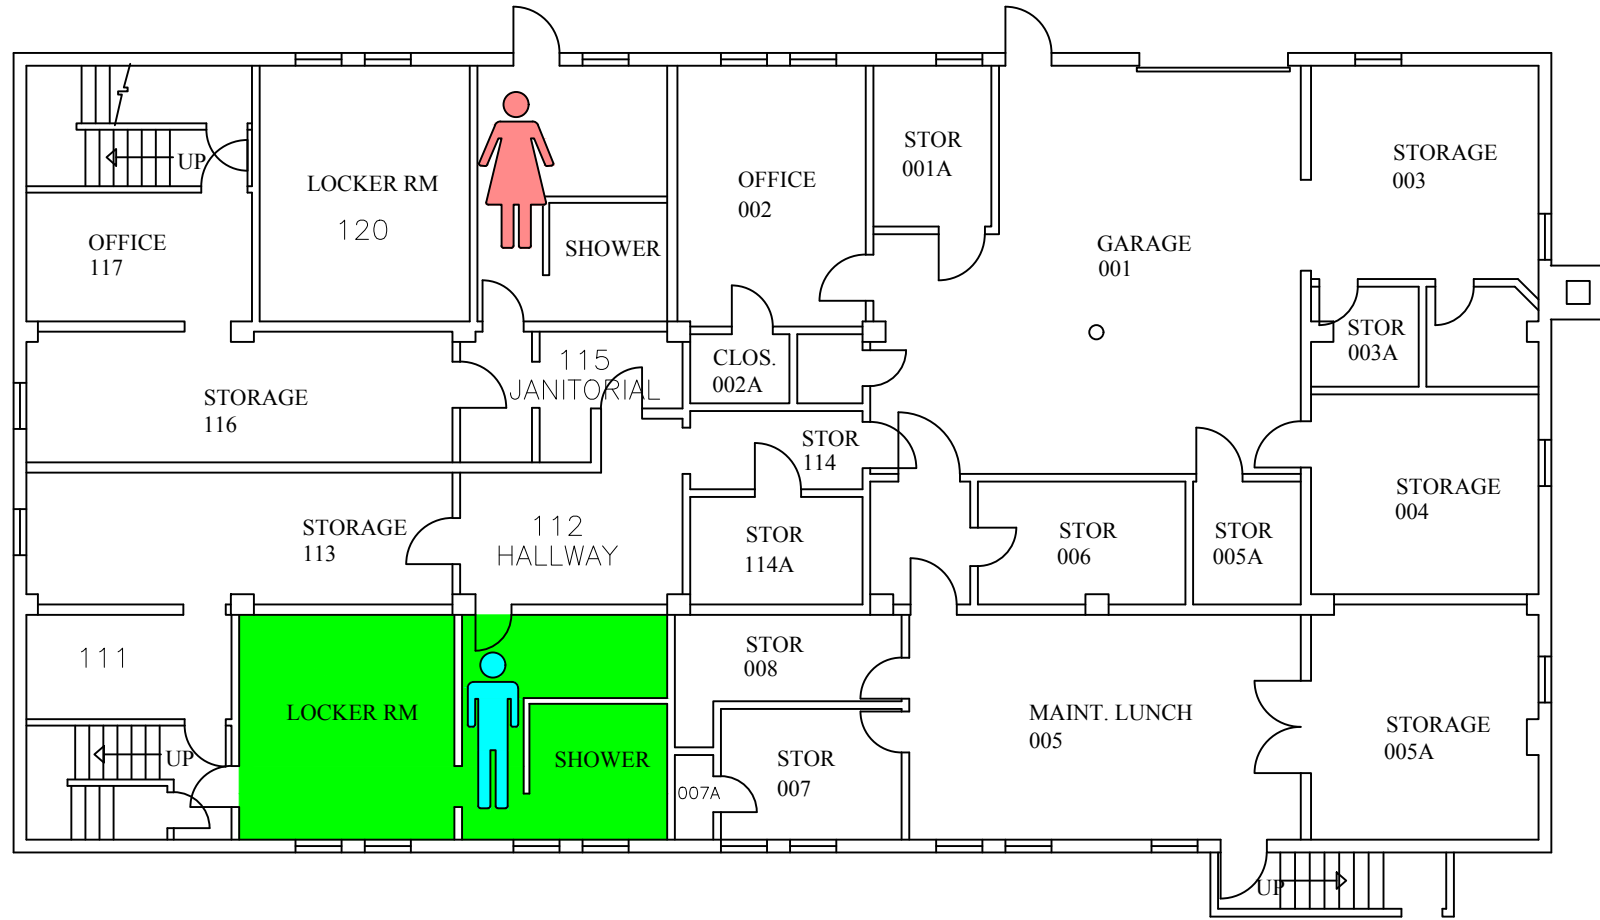 UP
LOCKER RM
120
OFFICE
117
SHOWER
OFFICE
002
STOR
001A
STORAGE
003
GARAGE
001
STORAGE
116
115
JANITORIAL
CLOS.
002A
STOR
003A
STOR
114
STORAGE
113
112
HALLWAY
STOR
114A
STOR
006
STOR
005A
STORAGE
004
111
UP
LOCKER RM
SHOWER
STOR
008
007A
STOR
007
MAINT. LUNCH
005
STORAGE
005A
UP